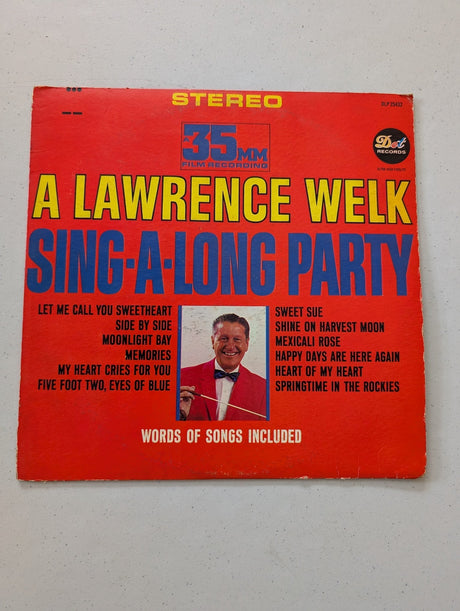 STEREO
DLP 25432
A 35MM
FILM RECORDING
Dot
RECORDS
A LAWRENCE WELK
SING·A·LONG PARTY
LET ME CALL YOU SWEETHEART
SIDE BY SIDE
MOONLIGHT BAY
MEMORIES
MY HEART CRIES FOR YOU
FIVE FOOT TWO, EYES OF BLUE
SWEET SUE
SHINE ON HARVEST MOON
MEXICALI ROSE
HAPPY DAYS ARE HERE AGAIN
HEART OF MY HEART
SPRINGTIME IN THE ROCKIES
WORDS OF SONGS INCLUDED